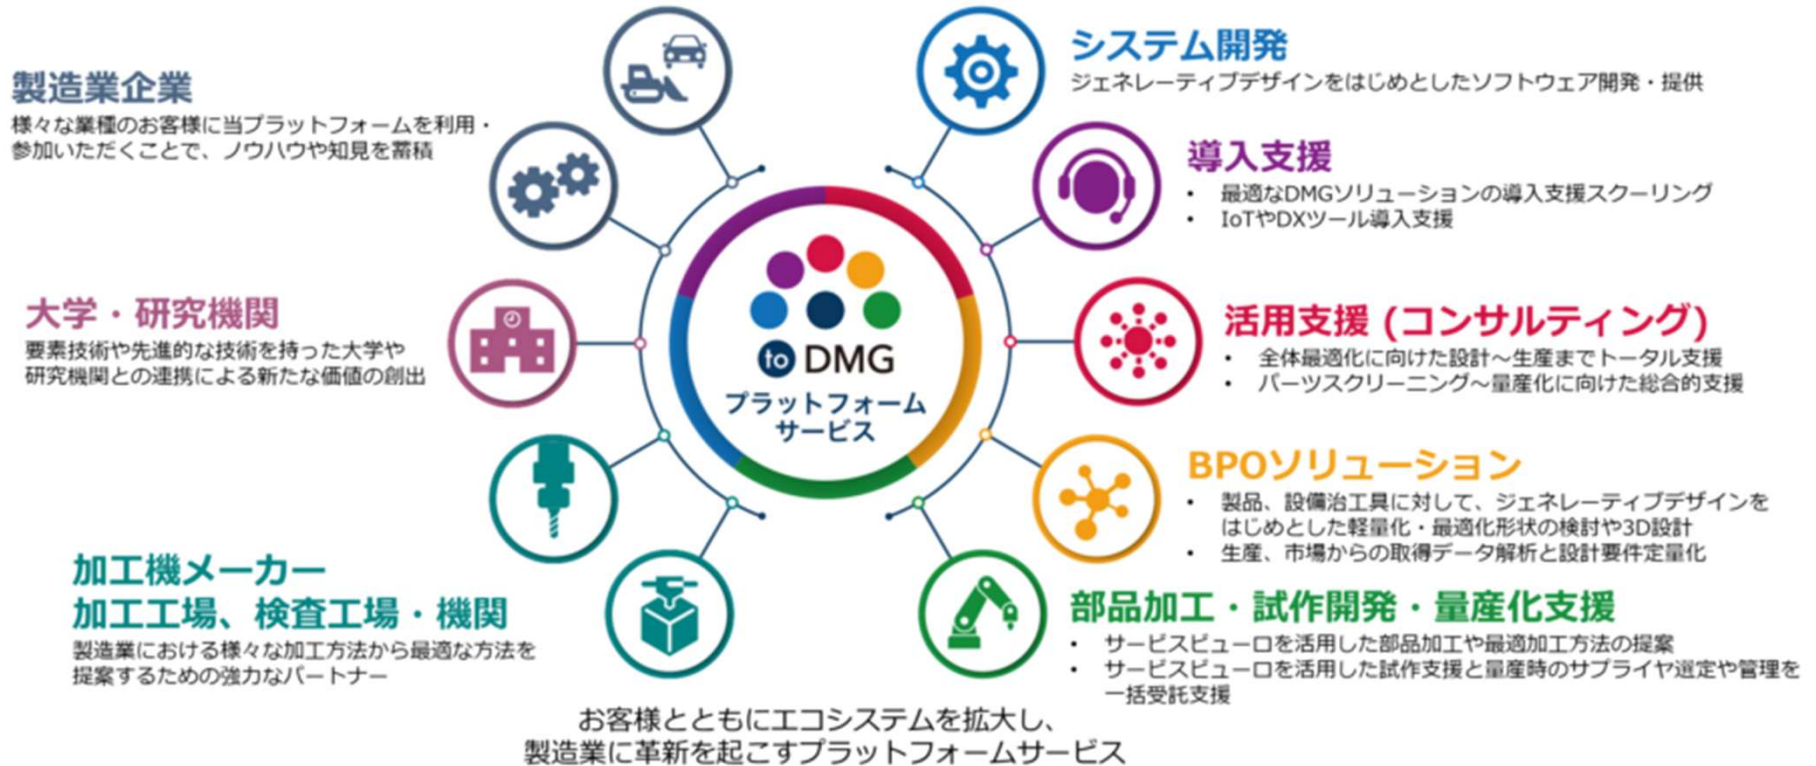 製造業企業
様々な業種のお客様に当プラットフォームを利用・
参加いただくことで、ノウハウや知見を蓄積
大学・研究機関
要素技術や先進的な技術を持った大学や
研究機関との連携による新たな価値の創出
加工機メーカー
加工工場、検査工場・機関
製造業における様々な加工方法から最適な方法を
提案するための強力なパートナー
to DMG
プラットフォーム
サービス
システム開発
ジェネレーティブデザインをはじめとしたソフトウェア開発・提供
導入支援
• 最適なDMGソリューションの導入支援スクーリング
• IoTやDXツール導入支援
活用支援 (コンサルティング)
• 全体最適化に向けた設計～生産までトータル支援
• パーツスクリーニング～量産化に向けた総合的支援
BPOソリューション
• 製品、設備治工具に対して、ジェネレーティブデザインを
はじめとした軽量化・最適化形状の検討や3D設計
• 生産、市場からの取得データ解析と設計要件定量化
部品加工・試作開発・量産化支援
• サービスビューロを活用した部品加工や最適加工方法の提案
• サービスビューロを活用した試作支援と量産時のサプライヤ選定や管理を
一括受託支援
お客様とともにエコシステムを拡大し、
製造業に革新を起こすプラットフォームサービス